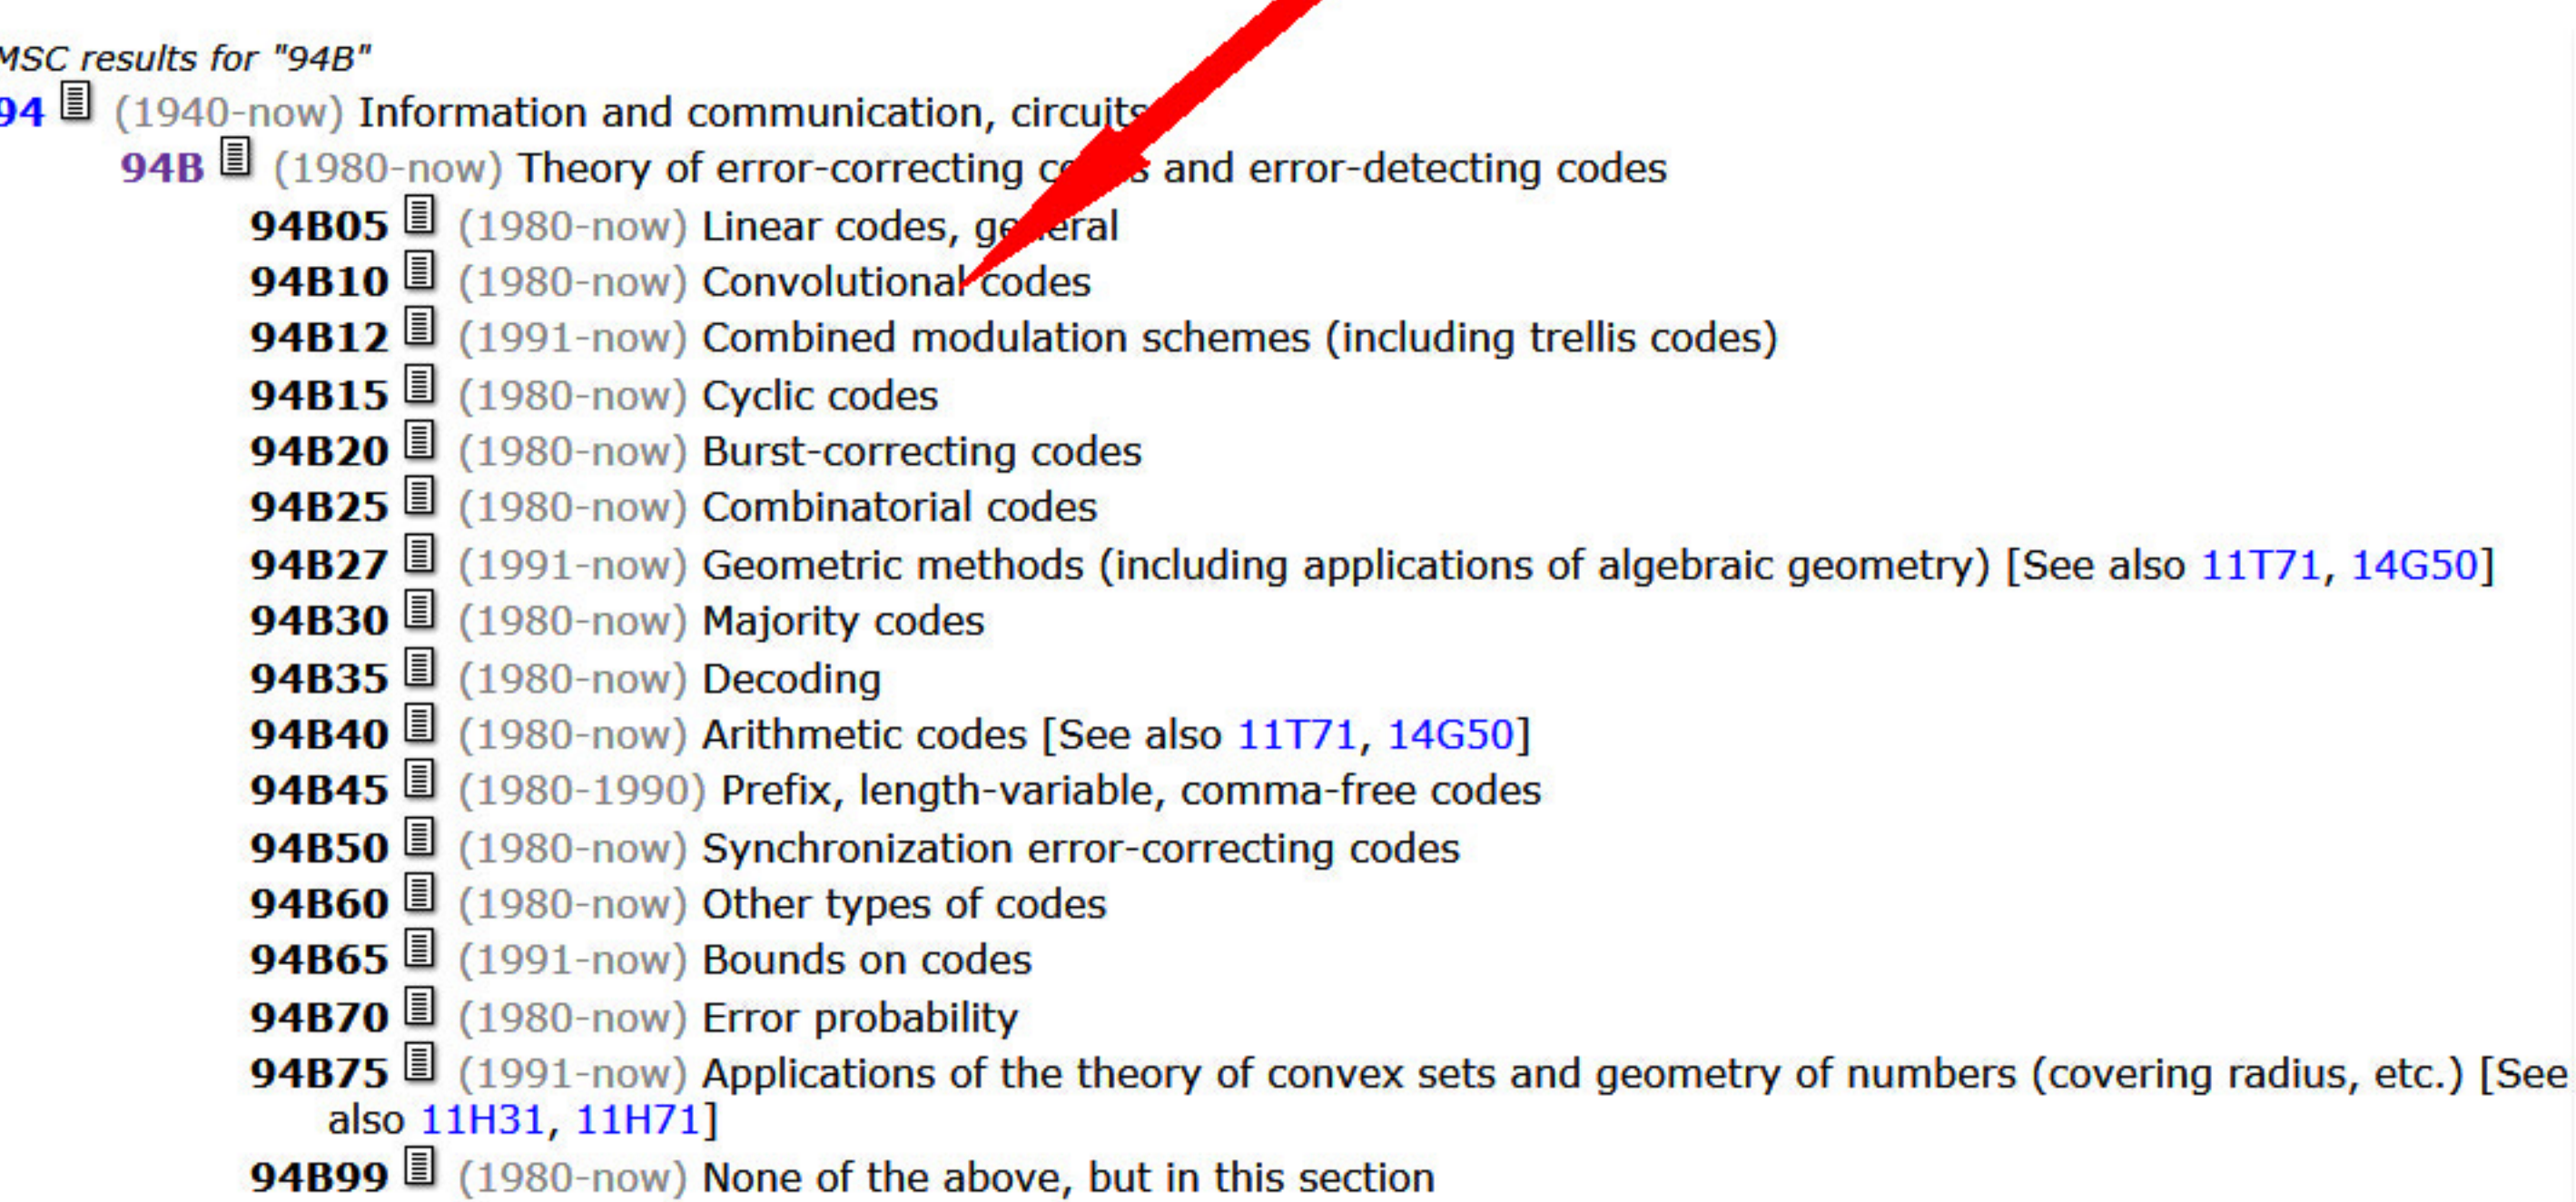 MSC results for "94B"
94 (1940-now) Information and communication, circuits
94B (1980-now) Theory of error-correcting codes and error-detecting codes
94B05 (1980-now) Linear codes, general
94B10 (1980-now) Convolutional codes
94B12 (1991-now) Combined modulation schemes (including trellis codes)
94B15 (1980-now) Cyclic codes
94B20 (1980-now) Burst-correcting codes
94B25 (1980-now) Combinatorial codes
94B27 (1991-now) Geometric methods (including applications of algebraic geometry) [See also 11T71, 14G50]
94B30 (1980-now) Majority codes
94B35 (1980-now) Decoding
94B40 (1980-now) Arithmetic codes [See also 11T71, 14G50]
94B45 (1980-1990) Prefix, length-variable, comma-free codes
94B50 (1980-now) Synchronization error-correcting codes
94B60 (1980-now) Other types of codes
94B65 (1991-now) Bounds on codes
94B70 (1980-now) Error probability
94B75 (1991-now) Applications of the theory of convex sets and geometry of numbers (covering radius, etc.) [See
also 11H31, 11H71]
94B99 (1980-now) None of the above, but in this section